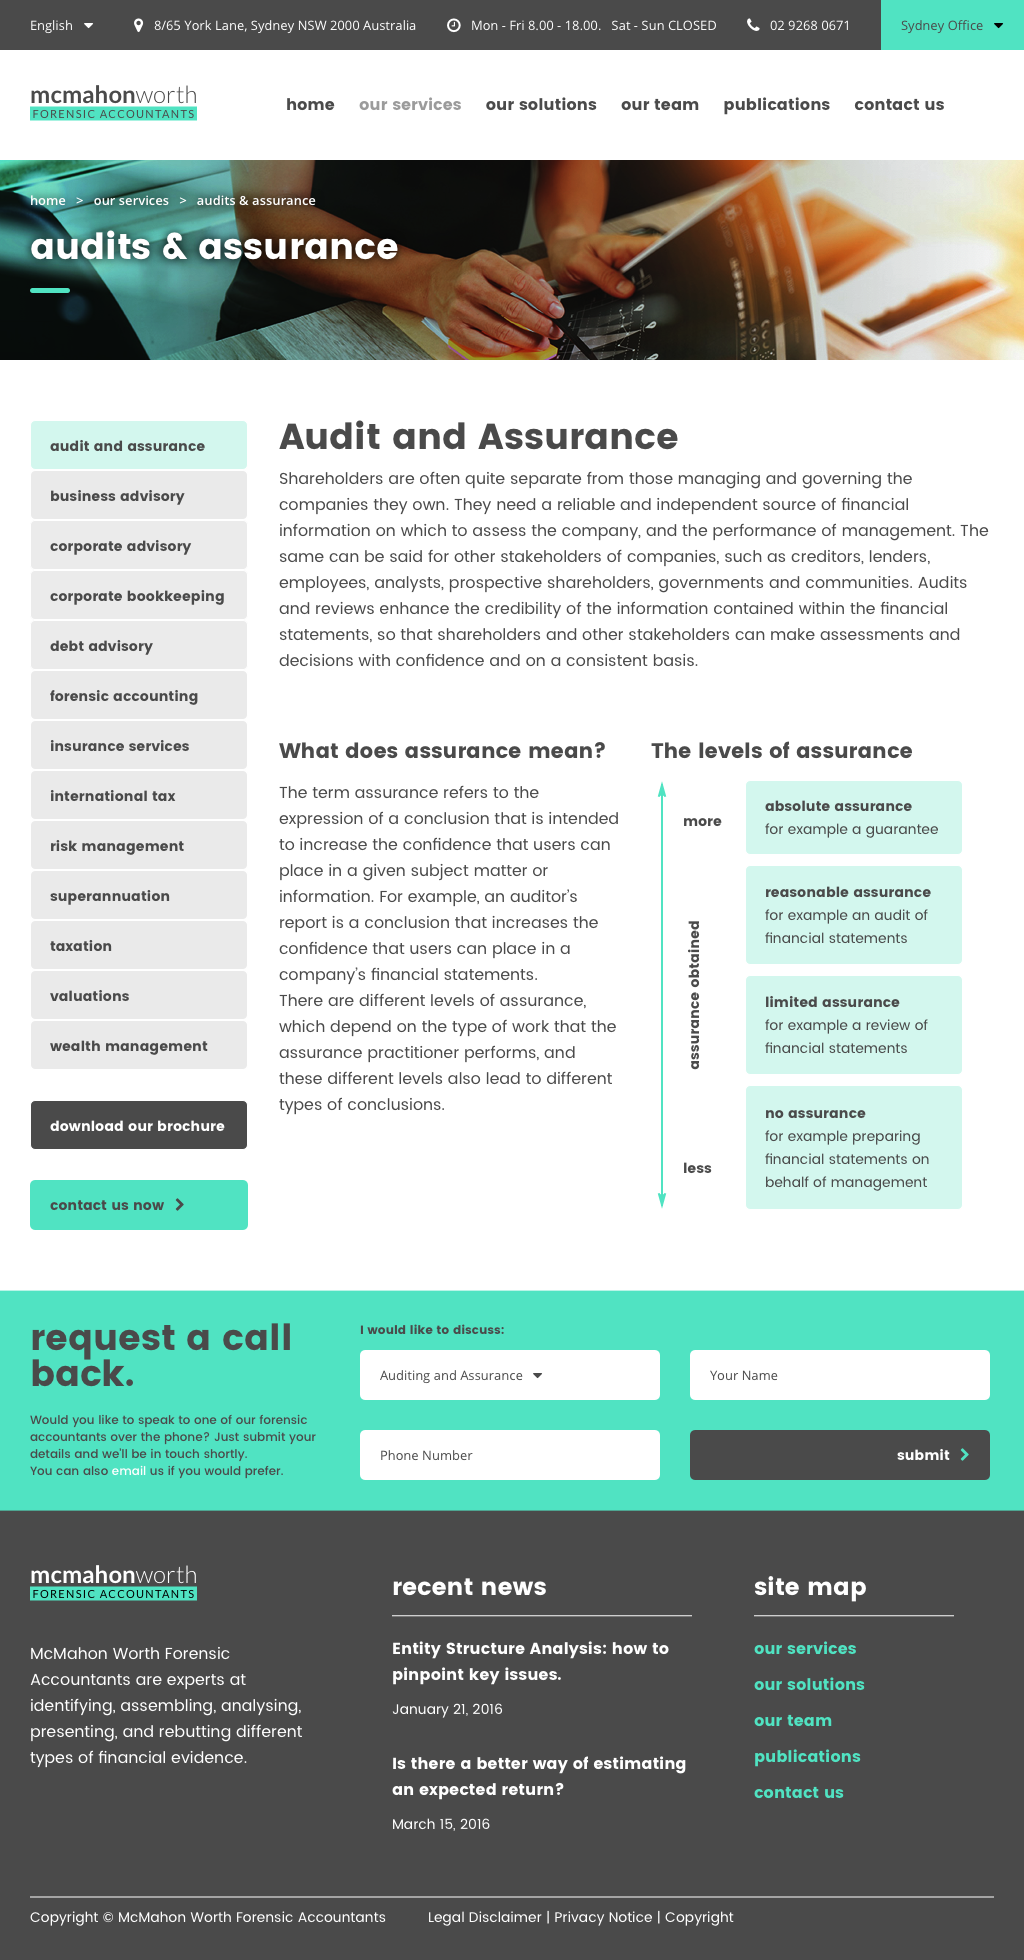 English
8/65 York Lane, Sydney NSW 2000 Australia
Mon - Fri 8.00 - 18.00. Sat - Sun CLOSED
02 9268 0671
Sydney Office
mcmahonworth
FORENSIC ACCOUNTANTS
home our services our solutions our team publications contact us
home > our services > audits & assurance
audits & assurance
audit and assurance
business advisory
corporate advisory
corporate bookkeeping
debt advisory
forensic accounting
insurance services
international tax
risk management
superannuation
taxation
valuations
wealth management
download our brochure
contact us now
Audit and Assurance
Shareholders are often quite separate from those managing and governing the
companies they own. They need a reliable and independent source of financial
information on which to assess the company, and the performance of management. The
same can be said for other stakeholders of companies, such as creditors, lenders,
employees, analysts, prospective shareholders, governments and communities. Audits
and reviews enhance the credibility of the information contained within the financial
statements, so that shareholders and other stakeholders can make assessments and
decisions with confidence and on a consistent basis.
What does assurance mean?
The term assurance refers to the
expression of a conclusion that is intended
to increase the confidence that users can
place in a given subject matter or
information. For example, an auditor's
report is a conclusion that increases the
confidence that users can place in a
company's financial statements.
There are different levels of assurance,
which depend on the type of work that the
assurance practitioner performs, and
these different levels also lead to different
types of conclusions.
The levels of assurance
more
assurance obtained
less
absolute assurance
for example a guarantee
reasonable assurance
for example an audit of
financial statements
limited assurance
for example a review of
financial statements
no assurance
for example preparing
financial statements on
behalf of management
request a call
back.
Would you like to speak to one of our forensic
accountants over the phone? Just submit your
details and we'll be in touch shortly.
You can also email us if you would prefer.
I would like to discuss:
Auditing and Assurance
Your Name
Phone Number
submit
mcmahonworth
FORENSIC ACCOUNTANTS
McMahon Worth Forensic
Accountants are experts at
identifying, assembling, analysing,
presenting, and rebutting different
types of financial evidence.
recent news
Entity Structure Analysis: how to
pinpoint key issues.
January 21, 2016
Is there a better way of estimating
an expected return?
March 15, 2016
site map
our services
our solutions
our team
publications
contact us
Copyright © McMahon Worth Forensic Accountants
Legal Disclaimer | Privacy Notice | Copyright